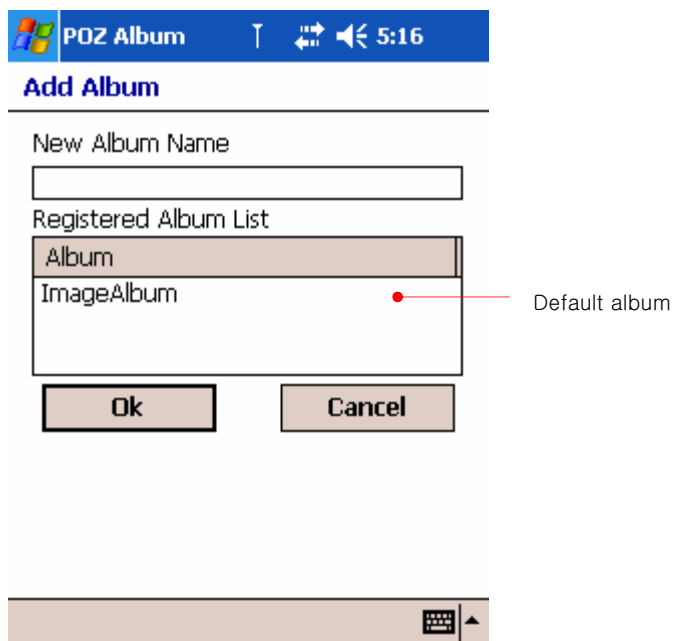 POZ Album 5:16
Add Album
New Album Name
Registered Album List
Album
ImageAlbum
Default album
Ok Cancel